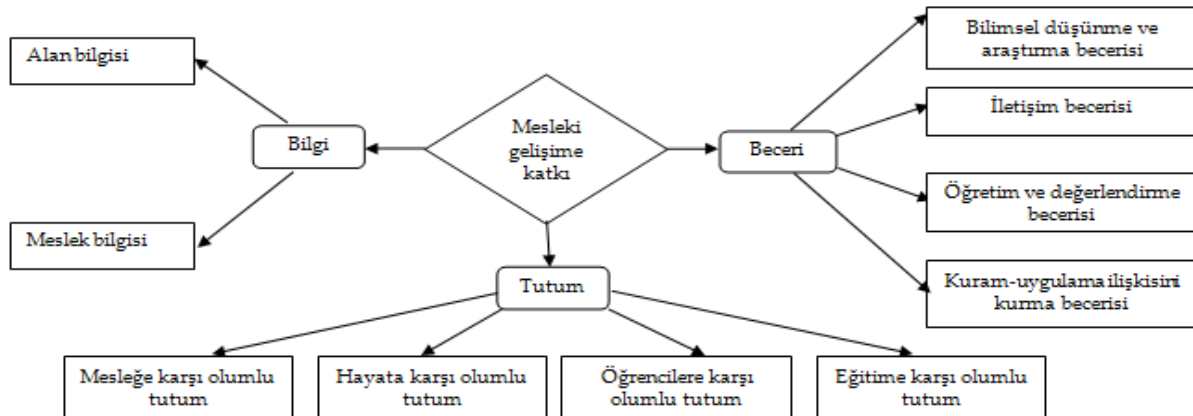 Bilimsel düşünme ve
araştırma becerisi
Alan bilgisi
İletişim becerisi
Mesleki
gelişime
katkı
Bilgi
Beceri
Öğretim ve değerlendirme
becerisi
Meslek bilgisi
Kuram-uygulama ilişkisini
kurma becerisi
Tutum
Mesleğe karşı olumlu
tutum
Hayata karşı olumlu
tutum
Öğrencilere karşı
olumlu tutum
Eğitime karşı olumlu
tutum